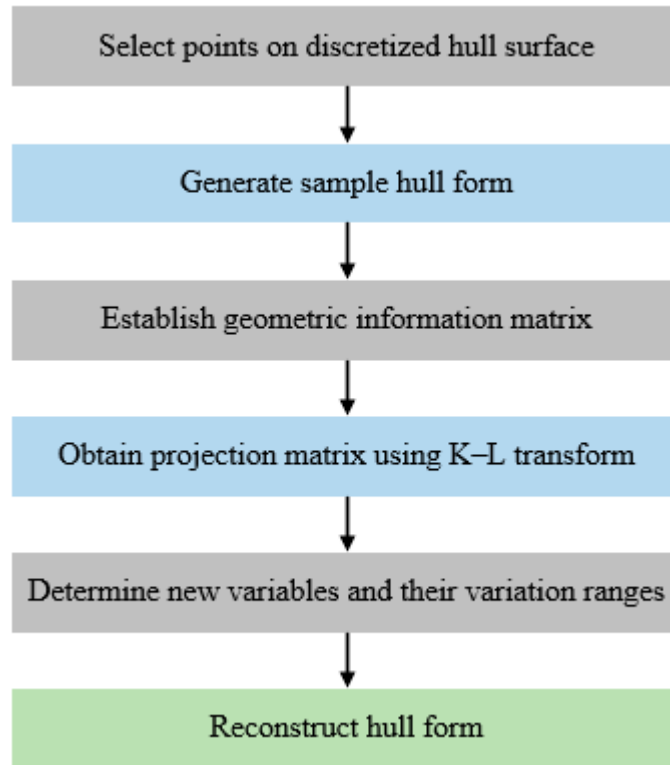 Select points on discretized hull surface
Generate sample hull form
Establish geometric information matrix
Obtain projection matrix using K–L transform
Determine new variables and their variation ranges
Reconstruct hull form